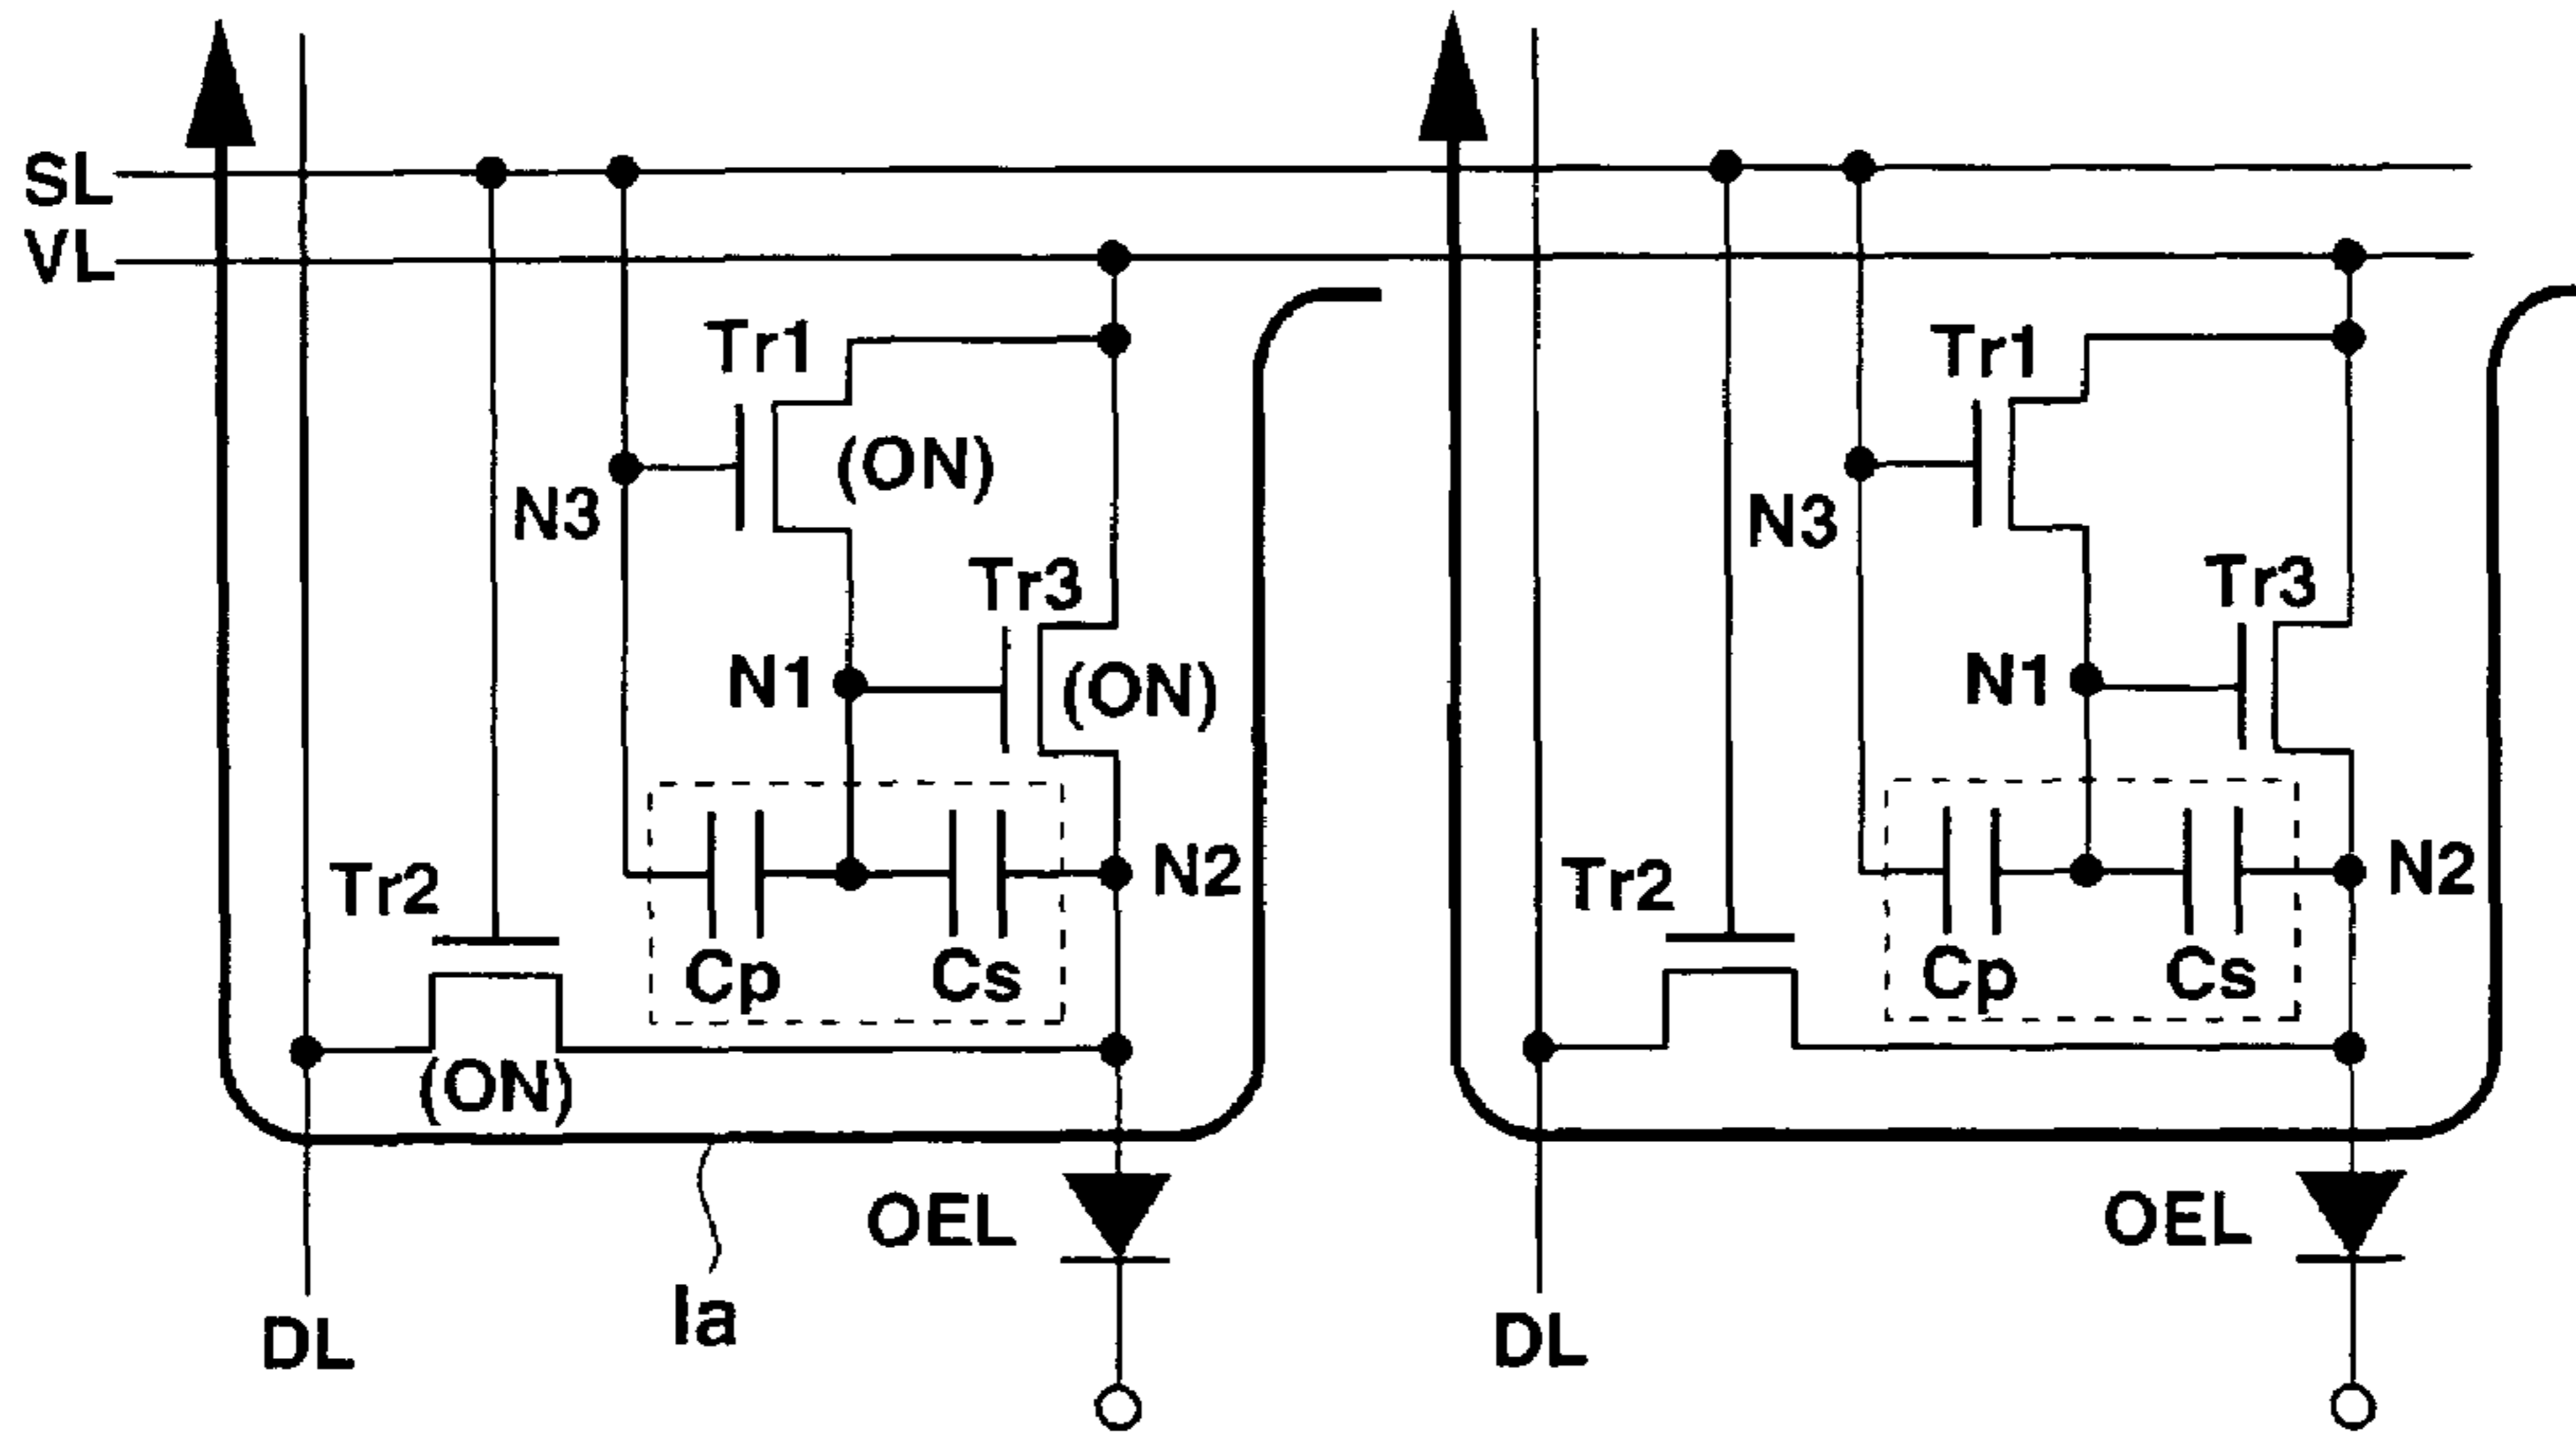 SL
VL
Tr1
Tr1
(ON)
N3
N3
Tr3
Tr3
N1
(ON)
N1
Tr2
N2
Tr2
N2
Cp
Cs
Cp
Cs
(ON)
OEL
OEL
Ia
DL
DL